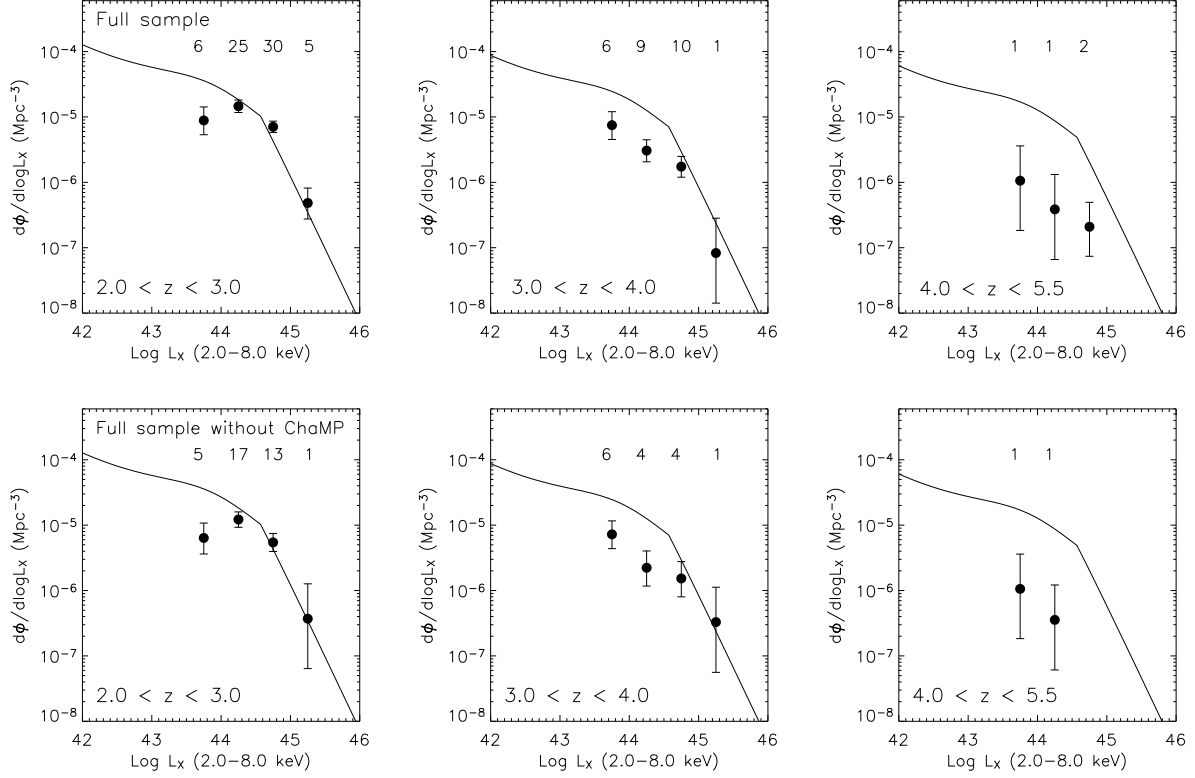 Full sample
6 25 30 5
6 9 10 1
1 1 2
10⁻⁴
10⁻⁵
10⁻⁶
10⁻⁷
10⁻⁸
10⁻⁴
10⁻⁵
10⁻⁶
10⁻⁷
10⁻⁸
10⁻⁴
10⁻⁵
10⁻⁶
10⁻⁷
10⁻⁸
dϕ/dlogLx (Mpc⁻³)
dϕ/dlogLx (Mpc⁻³)
dϕ/dlogLx (Mpc⁻³)
2.0 < z < 3.0
3.0 < z < 4.0
4.0 < z < 5.5
42 43 44 45 46
42 43 44 45 46
42 43 44 45 46
Log Lx (2.0−8.0 keV)
Log Lx (2.0−8.0 keV)
Log Lx (2.0−8.0 keV)
Full sample without ChaMP
5 17 13 1
6 4 4 1
1 1
10⁻⁴
10⁻⁵
10⁻⁶
10⁻⁷
10⁻⁸
10⁻⁴
10⁻⁵
10⁻⁶
10⁻⁷
10⁻⁸
10⁻⁴
10⁻⁵
10⁻⁶
10⁻⁷
10⁻⁸
dϕ/dlogLx (Mpc⁻³)
dϕ/dlogLx (Mpc⁻³)
dϕ/dlogLx (Mpc⁻³)
2.0 < z < 3.0
3.0 < z < 4.0
4.0 < z < 5.5
42 43 44 45 46
42 43 44 45 46
42 43 44 45 46
Log Lx (2.0−8.0 keV)
Log Lx (2.0−8.0 keV)
Log Lx (2.0−8.0 keV)